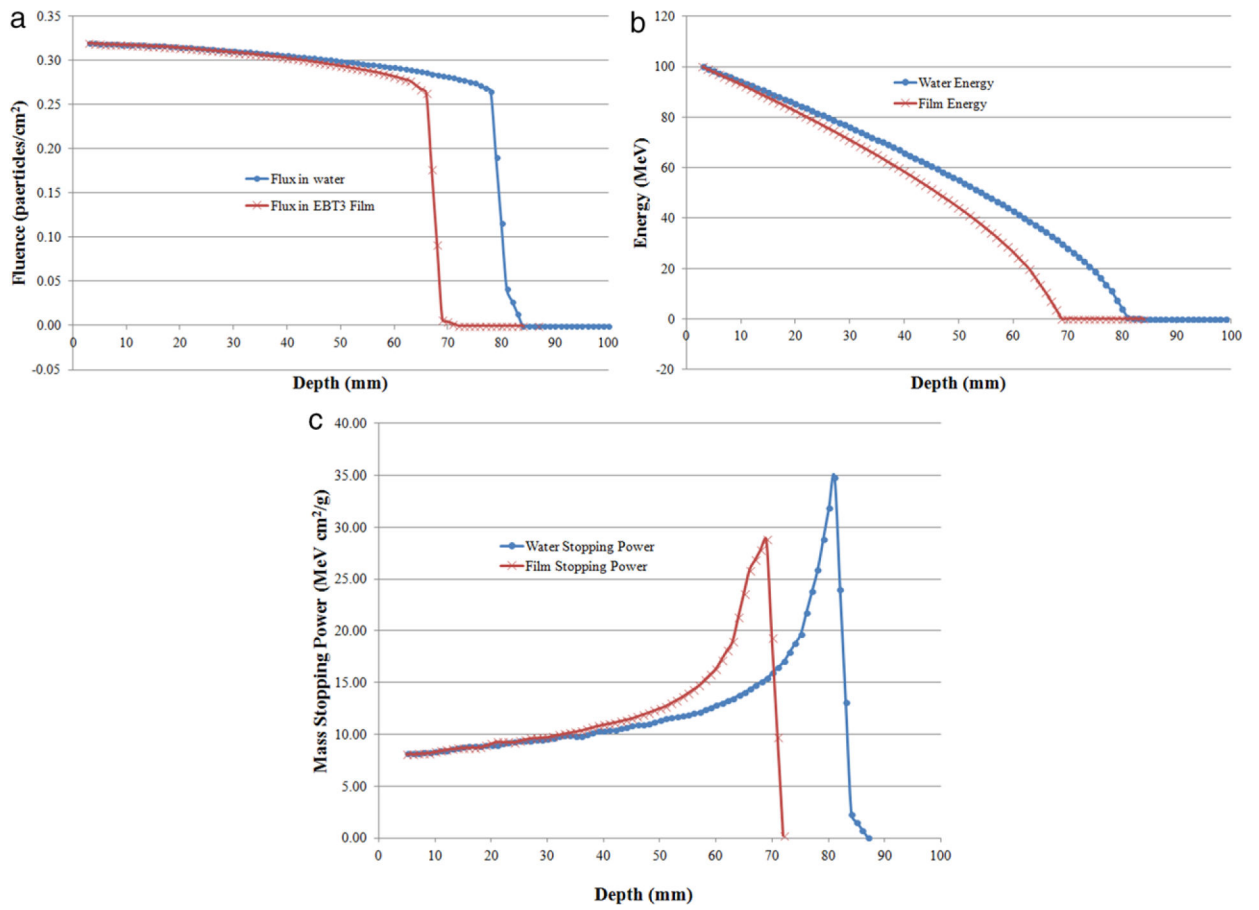 a
0.35
0.30
0.25
0.20
0.15
0.10
0.05
0.00
-0.05
Fluence (paerticles/cm²)
Flux in water
Flux in EBT3 Film
0 10 20 30 40 50 60 70 80 90 100
Depth (mm)
b
120
100
80
60
40
20
0
-20
Energy (MeV)
Water Energy
Film Energy
0 10 20 30 40 50 60 70 80 90 100
Depth (mm)
c
40.00
35.00
30.00
25.00
20.00
15.00
10.00
5.00
0.00
Mass Stopping Power (MeV cm²/g)
Water Stopping Power
Film Stopping Power
0 10 20 30 40 50 60 70 80 90 100
Depth (mm)